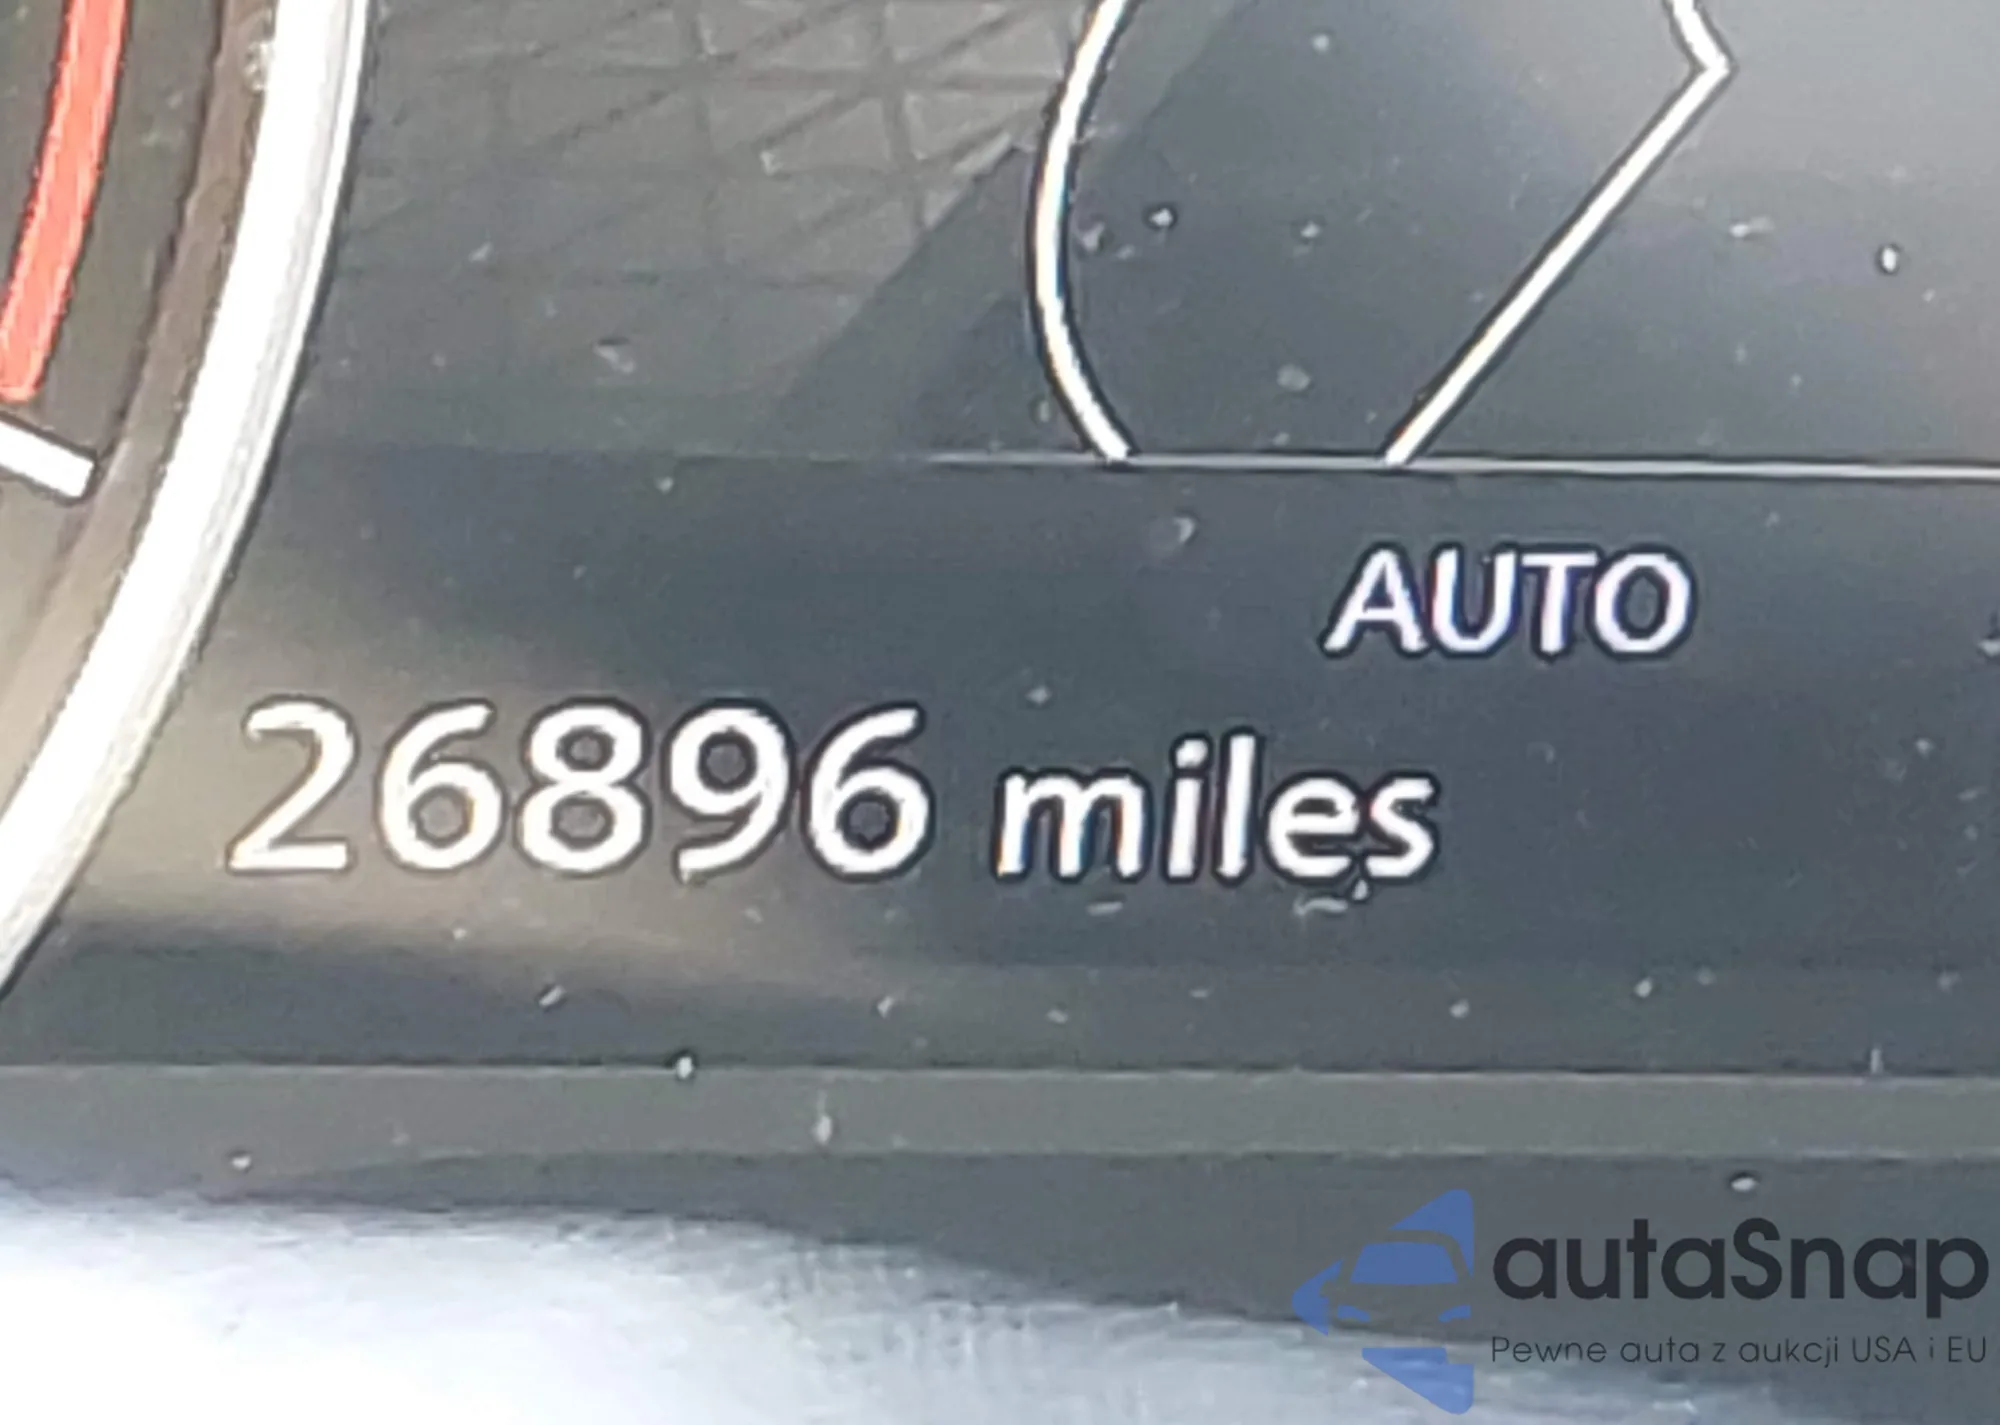 AUTO
26896 miles
autaSnap
Pewne auta z aukcji USA i EU